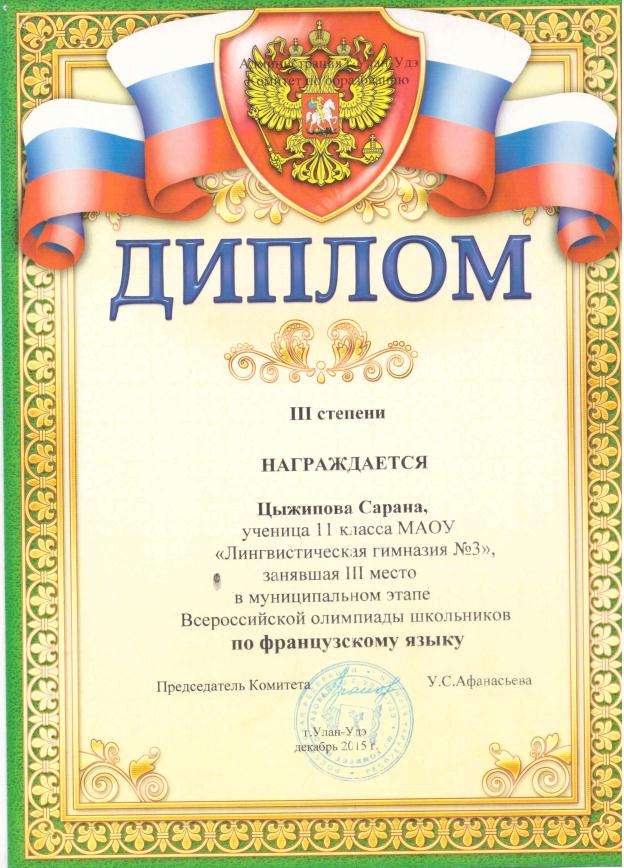 Администрация г. Улан-Удэ
Комитет по образованию
ДИПЛОМ
III степени
НАГРАЖДАЕТСЯ
Цыжипова Сарана,
ученица 11 класса МАОУ
«Лингвистическая гимназия №3»,
занявшая III место
в муниципальном этапе
Всероссийской олимпиады школьников
по французскому языку
Председатель Комитета У.С.Афанасьева
г.Улан-Удэ
декабрь 2015 г.